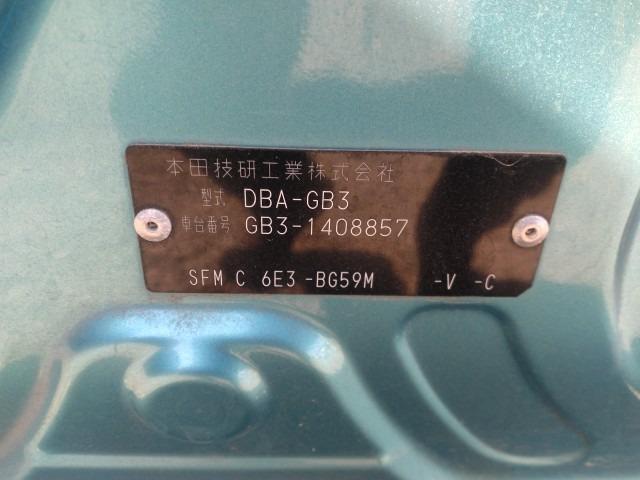 本田技研工業株式会社
型式 DBA-GB3
車台番号 GB3-1408857
SFM C 6E3 -BG59M -V -C